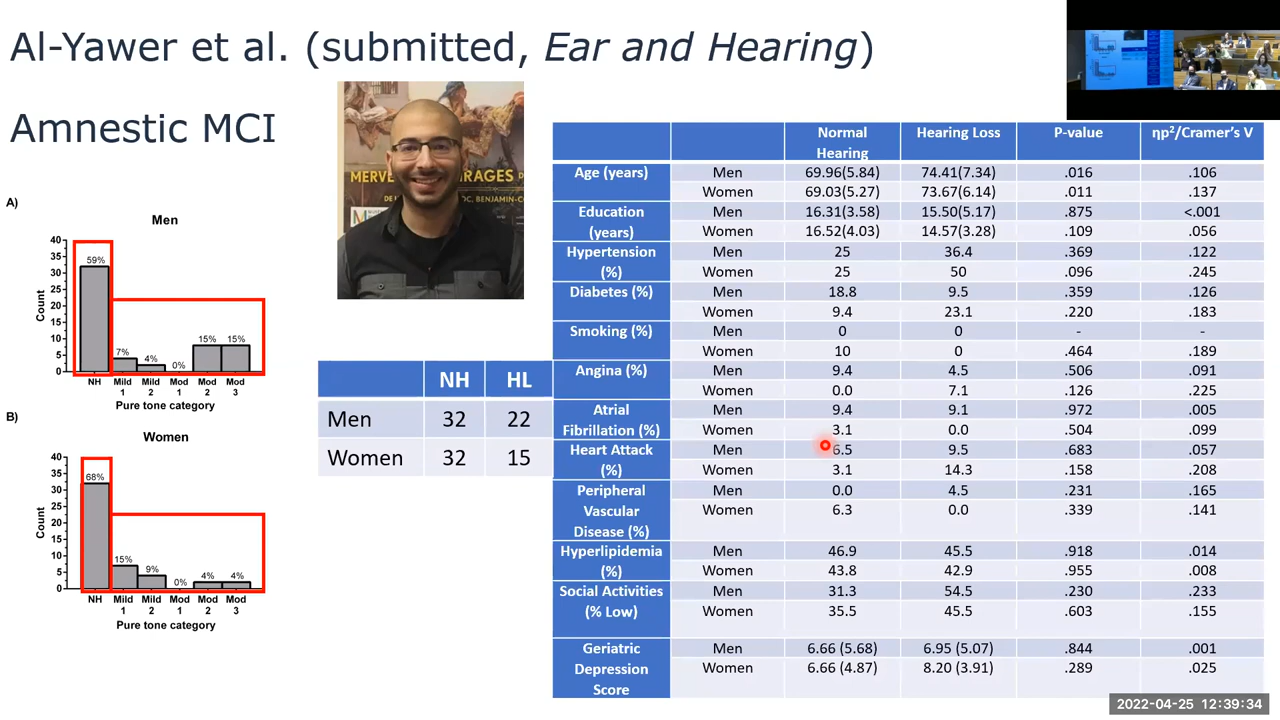 Al-Yawer et al. (submitted, Ear and Hearing)
Amnestic MCI
A)
Men
40
35
30
25
20
15
10
5
0
Count
59%
7%
4%
0%
15%
15%
NH
Mild 1
Mild 2
Mod 1
Mod 2
Mod 3
Pure tone category
B)
Women
40
35
30
25
20
15
10
5
0
Count
68%
15%
9%
0%
4%
4%
NH
Mild 1
Mild 2
Mod 1
Mod 2
Mod 3
Pure tone category
NH HL
Men 32 22
Women 32 15
Normal Hearing Hearing Loss P-value ηp²/Cramer's V
Age (years) Men 69.96(5.84) 74.41(7.34) .016 .106
Women 69.03(5.27) 73.67(6.14) .011 .137
Education (years) Men 16.31(3.58) 15.50(5.17) .875 <.001
Women 16.52(4.03) 14.57(3.28) .109 .056
Hypertension (%) Men 25 36.4 .369 .122
Women 25 50 .096 .245
Diabetes (%) Men 18.8 9.5 .359 .126
Women 9.4 23.1 .220 .183
Smoking (%) Men 0 0 - -
Women 10 0 .464 .189
Angina (%) Men 9.4 4.5 .506 .091
Women 0.0 7.1 .126 .225
Atrial Fibrillation (%) Men 9.4 9.1 .972 .005
Women 3.1 0.0 .504 .099
Heart Attack (%) Men 6.5 9.5 .683 .057
Women 3.1 14.3 .158 .208
Peripheral Vascular Disease (%) Men 0.0 4.5 .231 .165
Women 6.3 0.0 .339 .141
Hyperlipidemia (%) Men 46.9 45.5 .918 .014
Women 43.8 42.9 .955 .008
Social Activities (% Low) Men 31.3 54.5 .230 .233
Women 35.5 45.5 .603 .155
Geriatric Depression Score Men 6.66 (5.68) 6.95 (5.07) .844 .001
Women 6.66 (4.87) 8.20 (3.91) .289 .025
2022-04-25 12:39:34